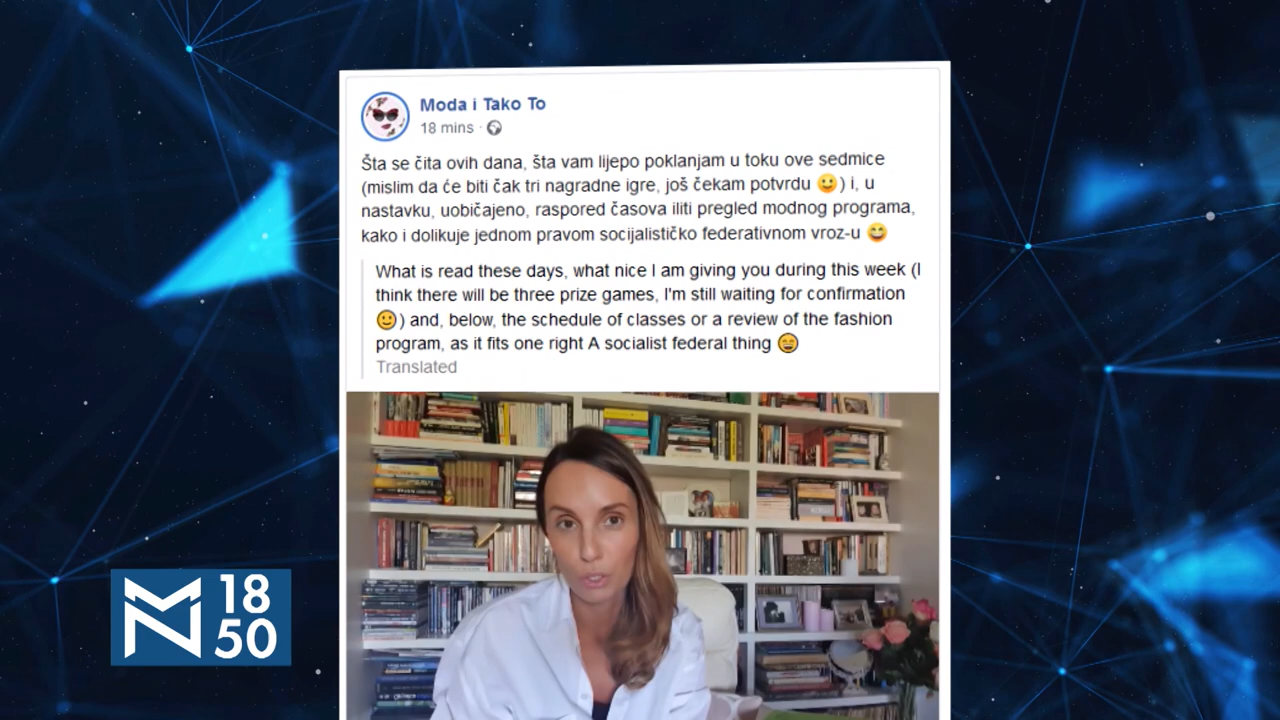 Moda i Tako To
18 mins ·
Šta se čita ovih dana, šta vam lijepo poklanjam u toku ove sedmice
(mislim da će biti čak tri nagradne igre, još čekam potvrdu 🙂) i, u
nastavku, uobičajeno, raspored časova iliti pregled modnog programa,
kako i dolikuje jednom pravom socijalističko federativnom vroz-u 😄
What is read these days, what nice I am giving you during this week (I
think there will be three prize games, I'm still waiting for confirmation
🙂) and, below, the schedule of classes or a review of the fashion
program, as it fits one right A socialist federal thing 😄
Translated
MN 18
50